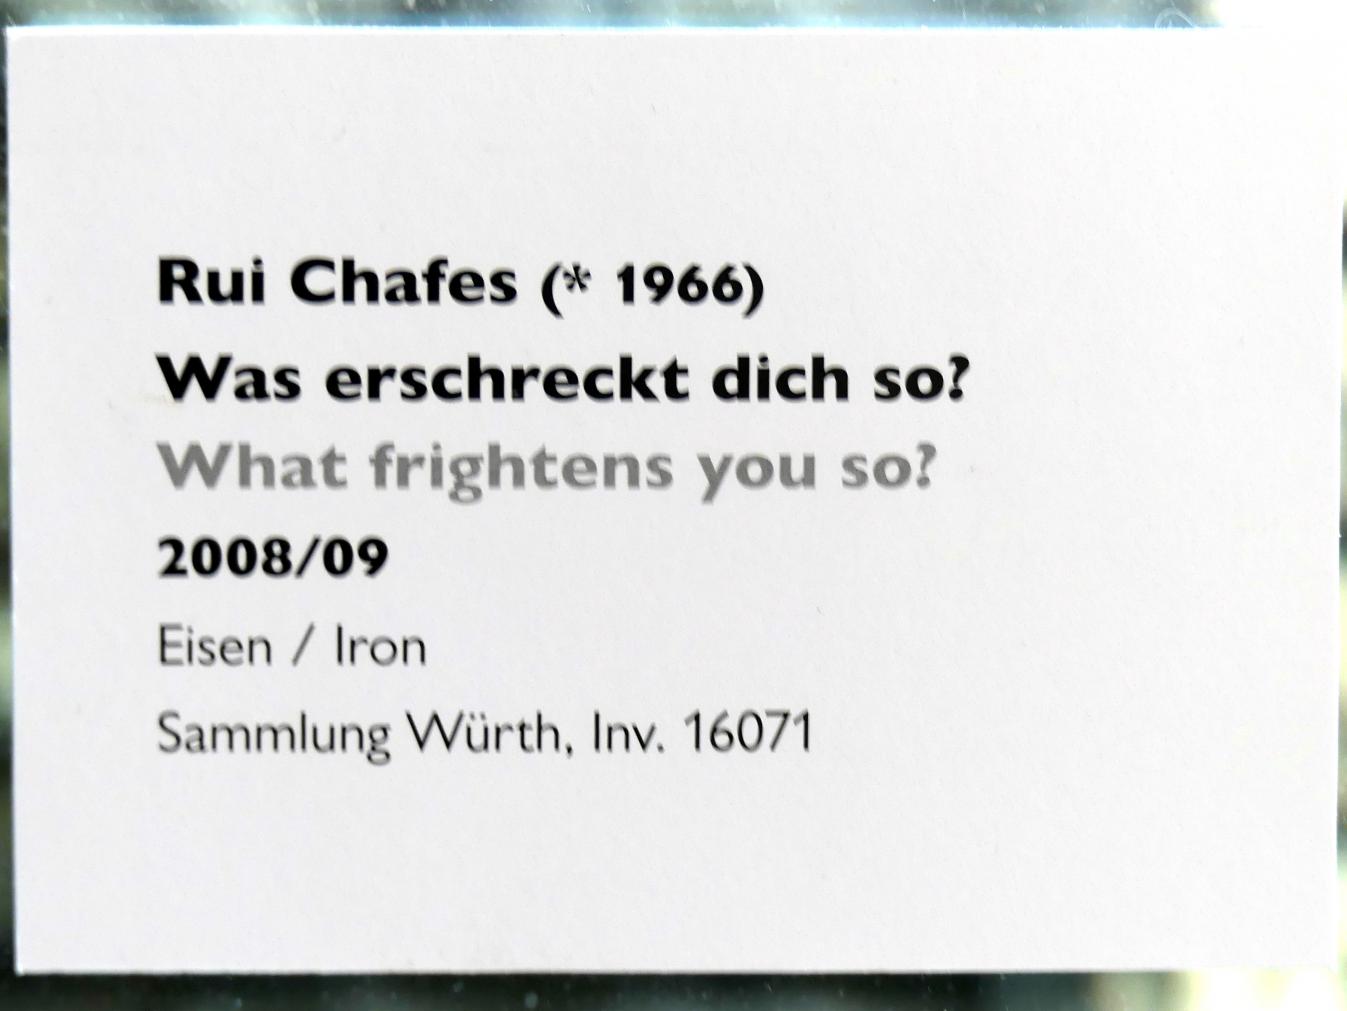 Rui Chafes (* 1966)
Was erschreckt dich so?
What frightens you so?
2008/09
Eisen / Iron
Sammlung Würth, Inv. 16071